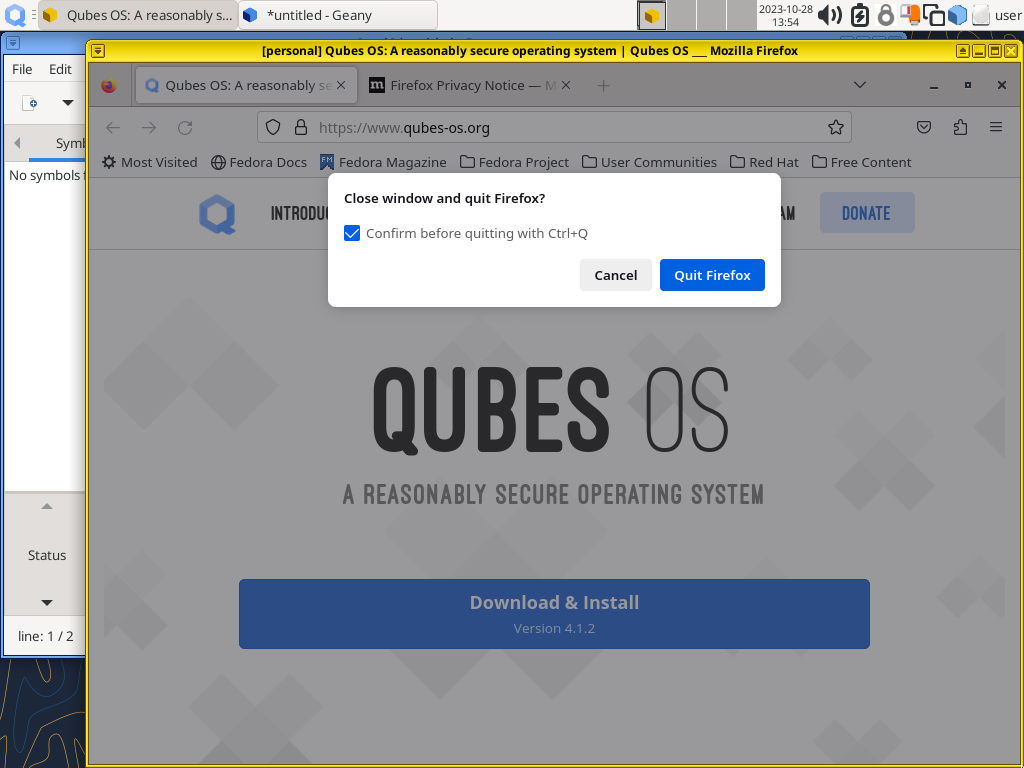 Qubes OS: A reasonably s...
*untitled - Geany
2023-10-28
13:54
user
[personal] Qubes OS: A reasonably secure operating system | Qubes OS __ Mozilla Firefox
File
Edit
Qubes OS: A reasonably se
Firefox Privacy Notice — M
https://www.qubes-os.org
Most Visited
Fedora Docs
Fedora Magazine
Fedora Project
User Communities
Red Hat
Free Content
Symb
No symbols f
INTRODUC
AM
DONATE
Close window and quit Firefox?
Confirm before quitting with Ctrl+Q
Cancel
Quit Firefox
QUBES OS
A REASONABLY SECURE OPERATING SYSTEM
Status
Download & Install
Version 4.1.2
line: 1 / 2